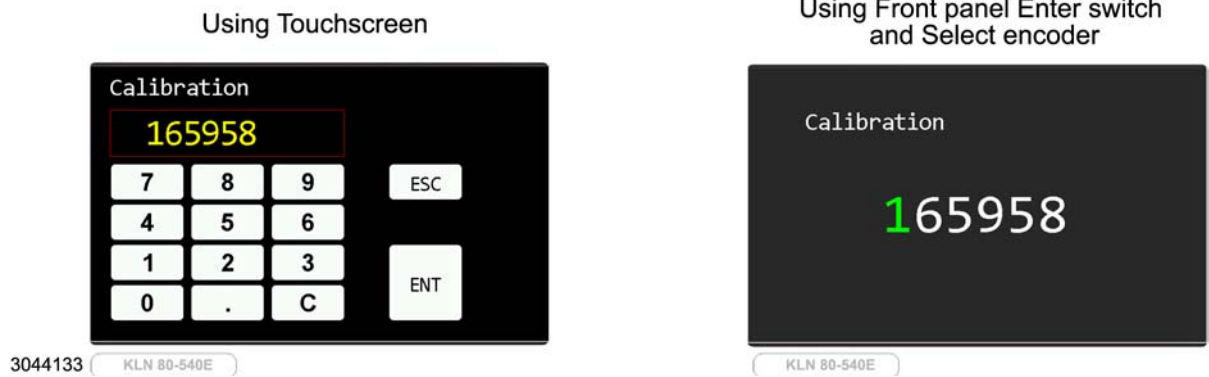 Using Touchscreen
Calibration
165958
7 8 9 ESC
4 5 6
1 2 3
ENT
0 . C
3044133 KLN 80-540E
Using Front panel Enter switch
and Select encoder
Calibration
165958
KLN 80-540E